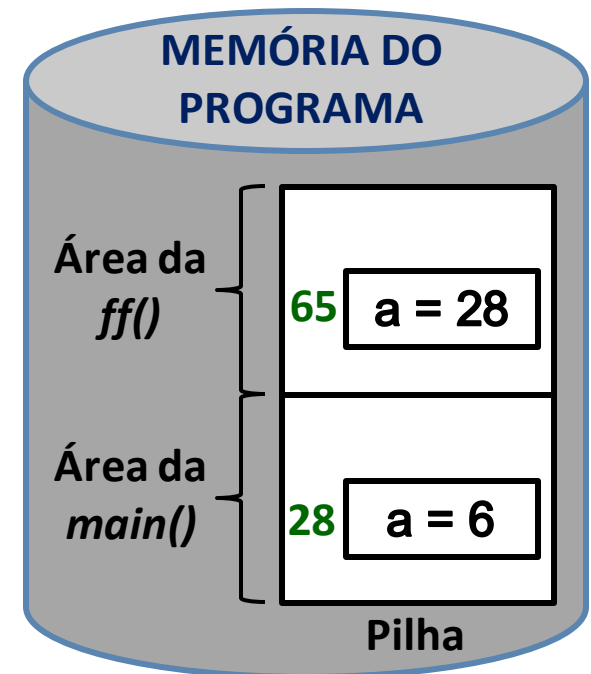 MEMÓRIA DO
PROGRAMA
Área da
ff()
65 a = 28
Área da
main()
28 a = 6
Pilha